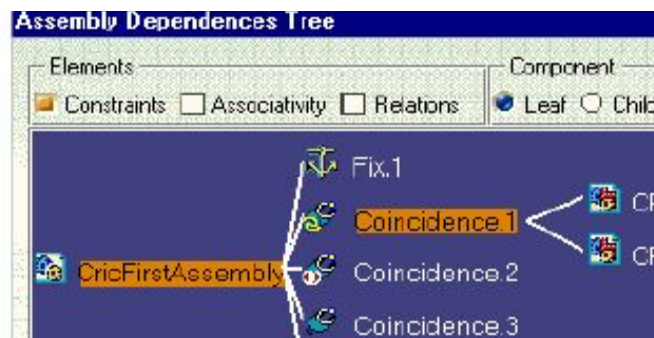 Assembly Dependences Tree
Elements Component
Constraints Associativity Relations Leaf
Fix.1
Coincidence.1
CricFirstAssembly Coincidence.2
Coincidence.3